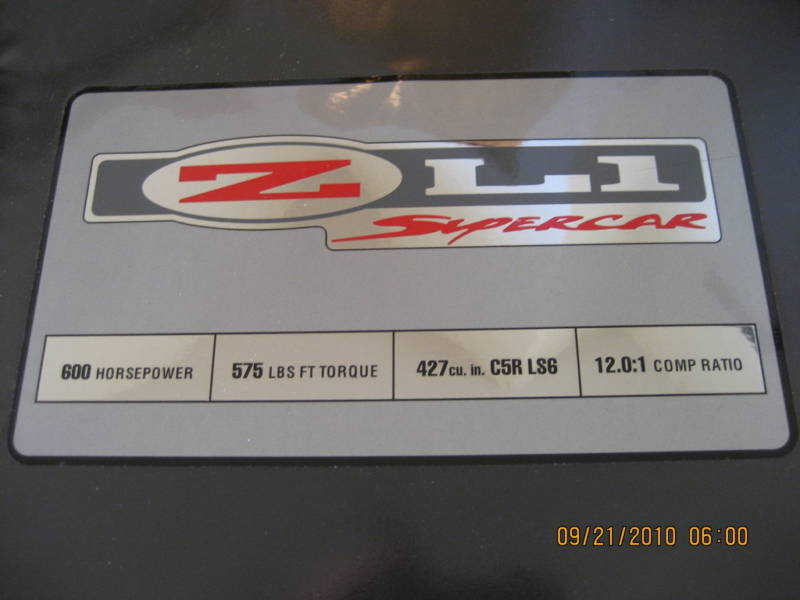 ZL1
SUPERCAR
600 HORSEPOWER
575 LBS FT TORQUE
427cu. in. C5R LS6
12.0:1 COMP RATIO
09/21/2010 06:00